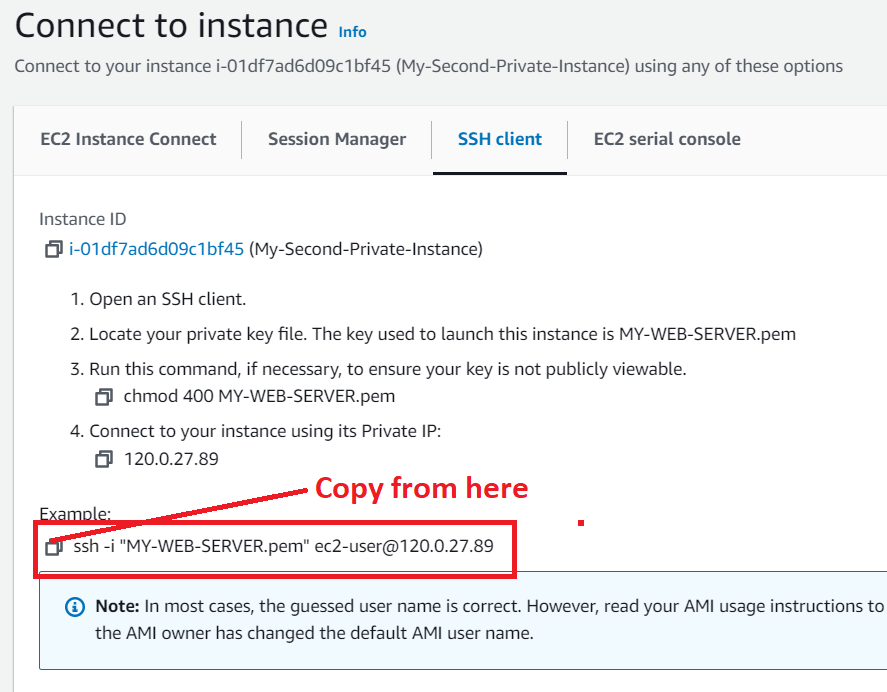 Connect to instance Info
Connect to your instance i-01df7ad6d09c1bf45 (My-Second-Private-Instance) using any of these options
EC2 Instance Connect
Session Manager
SSH client
EC2 serial console
Instance ID
i-01df7ad6d09c1bf45 (My-Second-Private-Instance)
1. Open an SSH client.
2. Locate your private key file. The key used to launch this instance is MY-WEB-SERVER.pem
3. Run this command, if necessary, to ensure your key is not publicly viewable.
chmod 400 MY-WEB-SERVER.pem
4. Connect to your instance using its Private IP:
120.0.27.89
Copy from here
Example:
ssh -i "MY-WEB-SERVER.pem" ec2-user@120.0.27.89
Note: In most cases, the guessed user name is correct. However, read your AMI usage instructions to
the AMI owner has changed the default AMI user name.